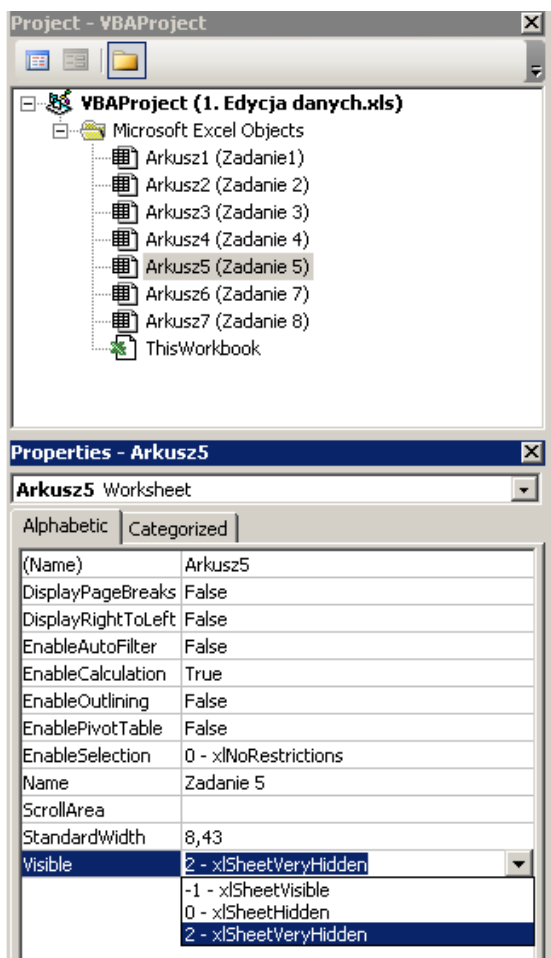 Project - VBAProject
VBAProject (1. Edycja danych.xls)
Microsoft Excel Objects
Arkusz1 (Zadanie1)
Arkusz2 (Zadanie 2)
Arkusz3 (Zadanie 3)
Arkusz4 (Zadanie 4)
Arkusz5 (Zadanie 5)
Arkusz6 (Zadanie 7)
Arkusz7 (Zadanie 8)
ThisWorkbook
Properties - Arkusz5
Arkusz5 Worksheet
Alphabetic Categorized
(Name) Arkusz5
DisplayPageBreaks False
DisplayRightToLeft False
EnableAutoFilter False
EnableCalculation True
EnableOutlining False
EnablePivotTable False
EnableSelection 0 - xlNoRestrictions
Name Zadanie 5
ScrollArea
StandardWidth 8,43
Visible 2 - xlSheetVeryHidden
-1 - xlSheetVisible
0 - xlSheetHidden
2 - xlSheetVeryHidden